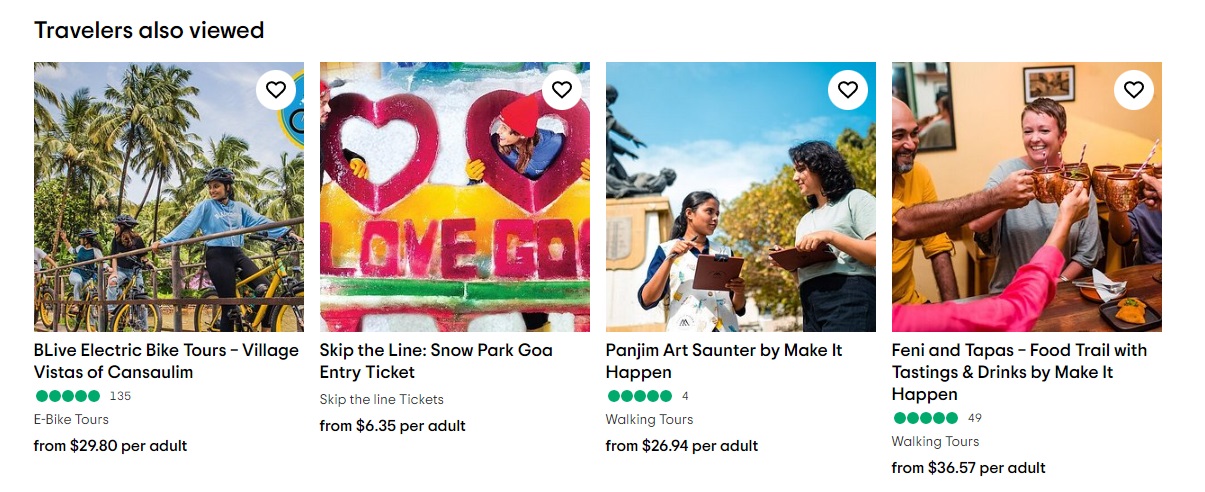 Travelers also viewed
LOVE GO
BLive Electric Bike Tours – Village
Vistas of Cansaulim
135
E-Bike Tours
from $29.80 per adult
Skip the Line: Snow Park Goa
Entry Ticket
Skip the line Tickets
from $6.35 per adult
Panjim Art Saunter by Make It
Happen
4
Walking Tours
from $26.94 per adult
Feni and Tapas – Food Trail with
Tastings & Drinks by Make It
Happen
49
Walking Tours
from $36.57 per adult